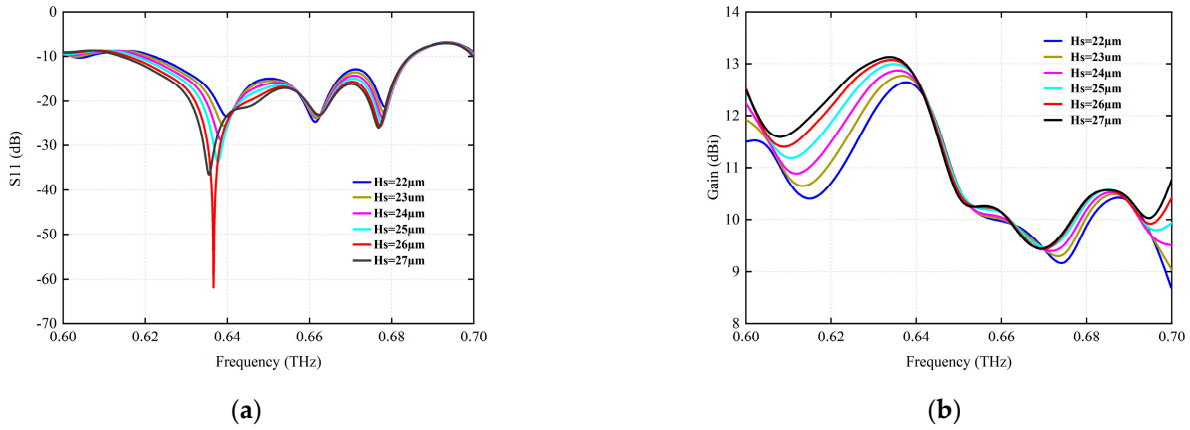 0
-10
-20
-30
-40
-50
-60
-70
S11 (dB)
Hs=22μm
Hs=23um
Hs=24μm
Hs=25μm
Hs=26μm
Hs=27μm
0.60 0.62 0.64 0.66 0.68 0.70
Frequency (THz)
(a)
14
13
12
11
10
9
8
Gain (dBi)
Hs=22μm
Hs=23um
Hs=24μm
Hs=25μm
Hs=26μm
Hs=27μm
0.60 0.62 0.64 0.66 0.68 0.70
Frequency (THz)
(b)